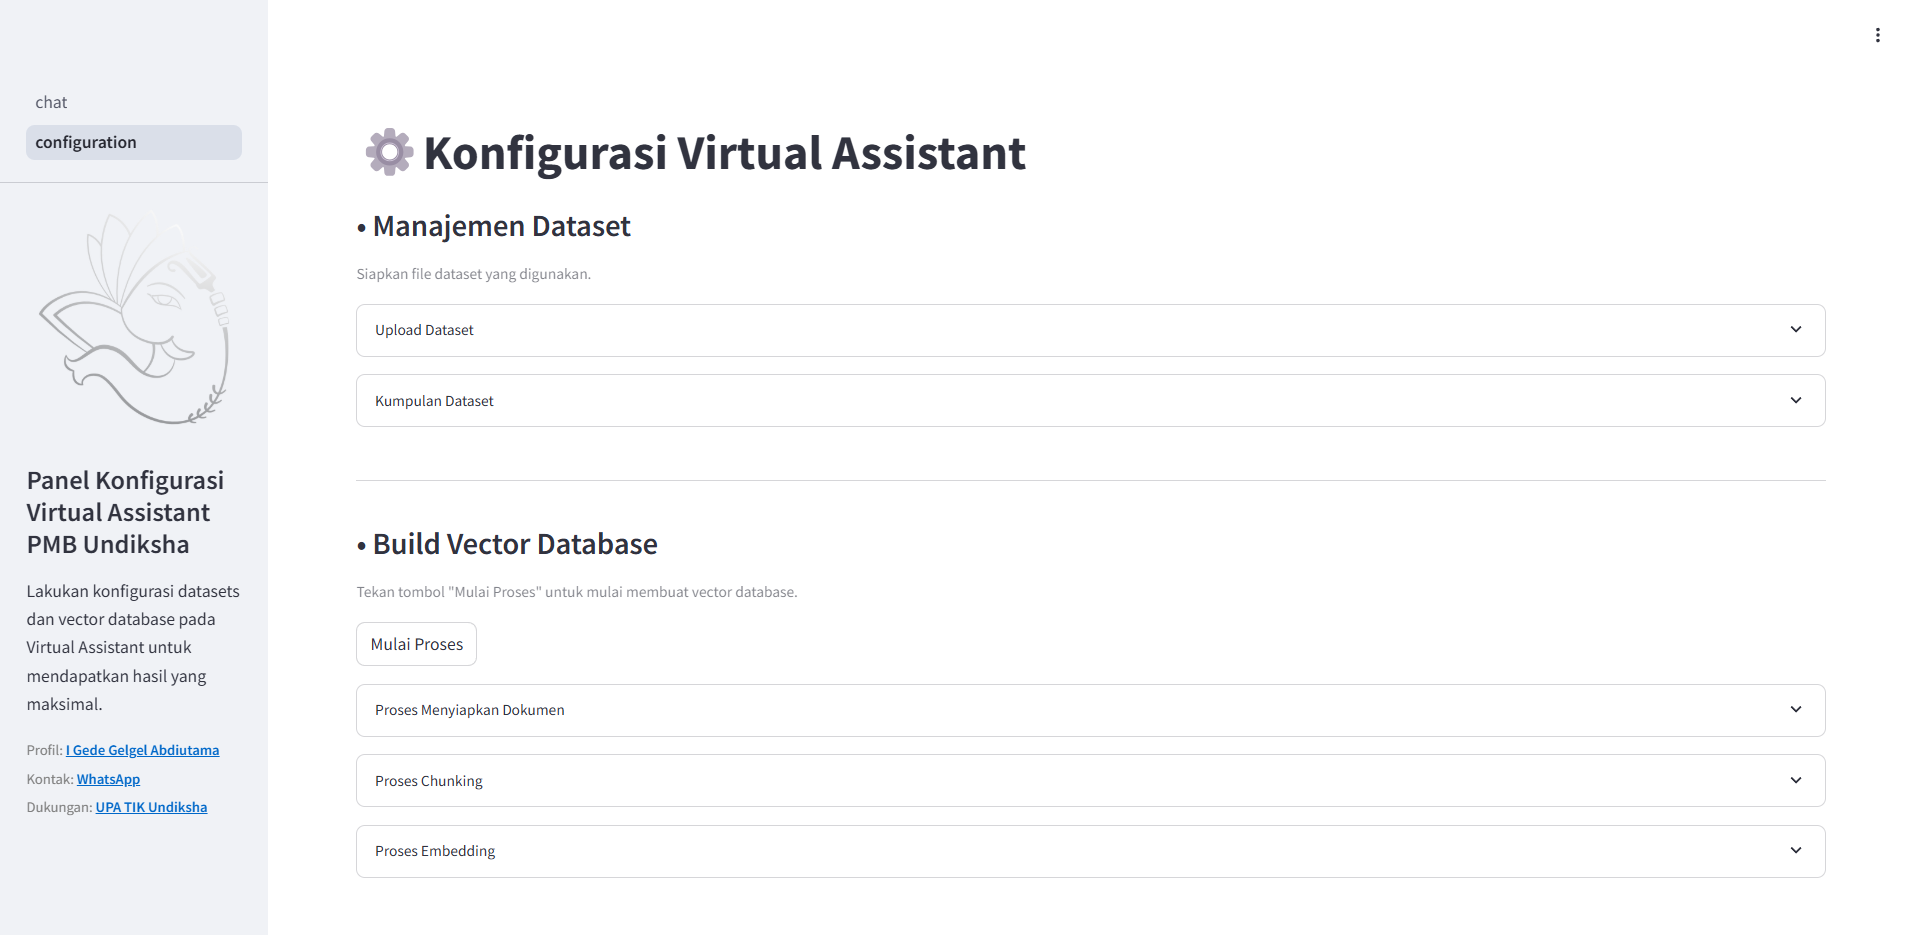 chat
configuration
Panel Konfigurasi
Virtual Assistant
PMB Undiksha
Lakukan konfigurasi datasets
dan vector database pada
Virtual Assistant untuk
mendapatkan hasil yang
maksimal.
Profil: I Gede Gelgel Abdiutama
Kontak: WhatsApp
Dukungan: UPA TIK Undiksha
Konfigurasi Virtual Assistant
• Manajemen Dataset
Siapkan file dataset yang digunakan.
Upload Dataset
Kumpulan Dataset
• Build Vector Database
Tekan tombol "Mulai Proses" untuk mulai membuat vector database.
Mulai Proses
Proses Menyiapkan Dokumen
Proses Chunking
Proses Embedding